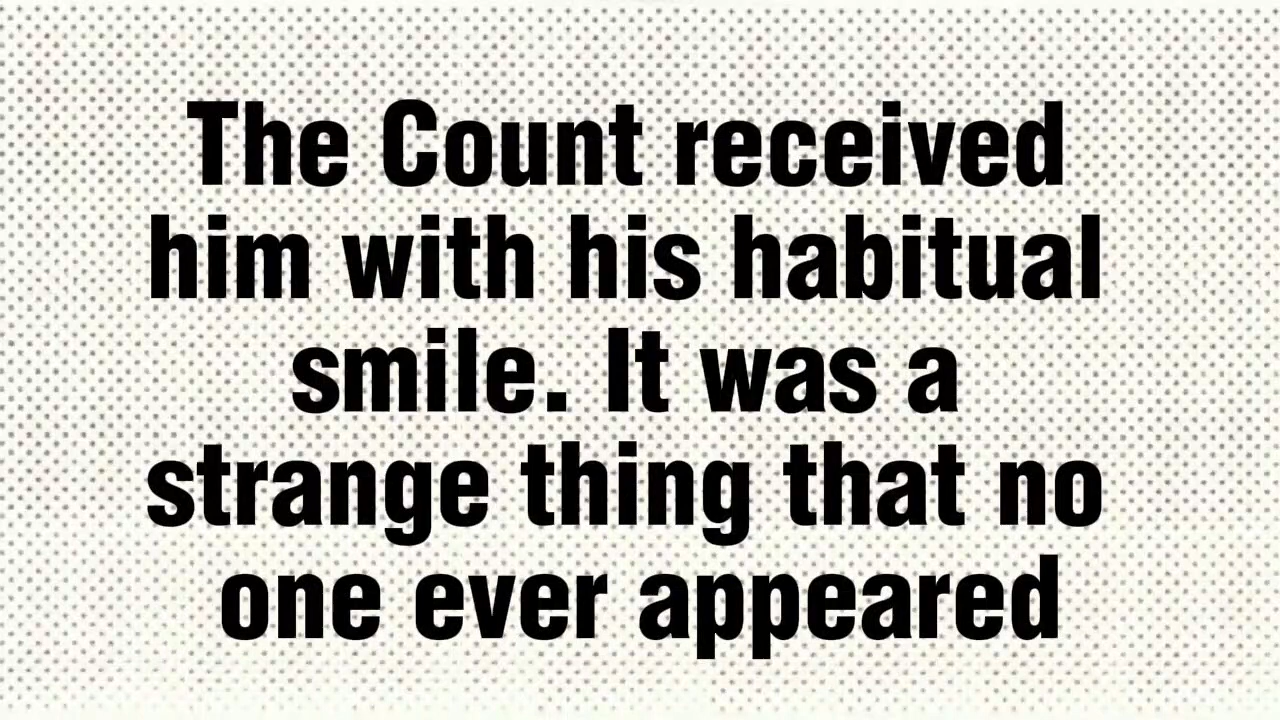 The Count received
him with his habitual
smile. It was a
strange thing that no
one ever appeared